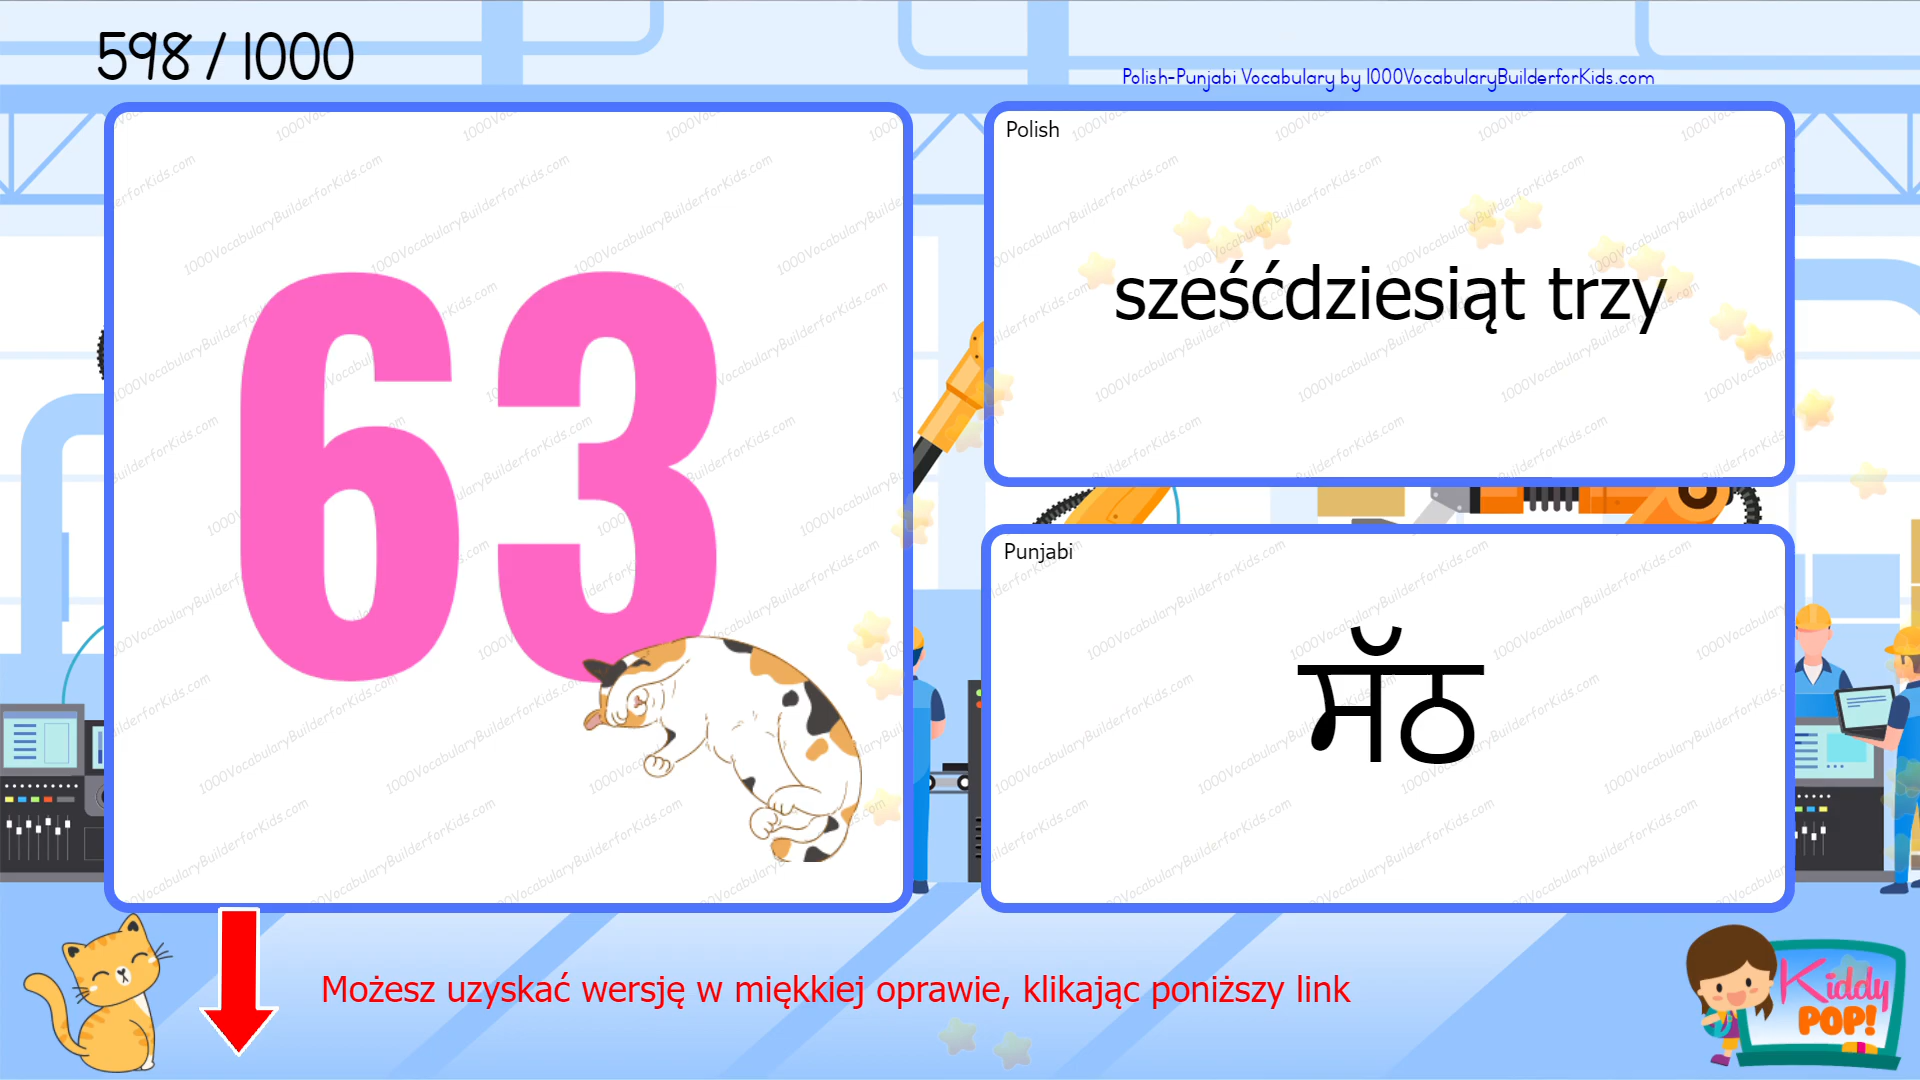 598 / 1000
Polish-Punjabi Vocabulary by 1000VocabularyBuilderforKids.com
63
Polish
sześćdziesiąt trzy
Punjabi
ਸੱਠ
Możesz uzyskać wersję w miękkiej oprawie, klikając poniższy link
Kiddy
POP!